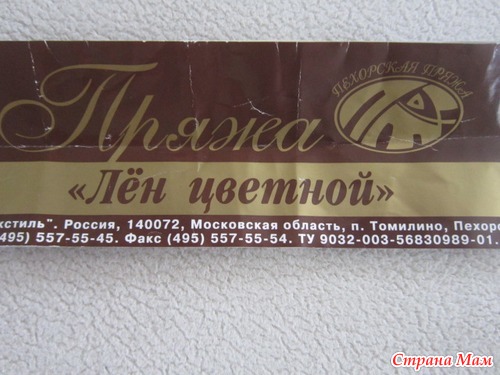 Пряжа
ПЕХОРСКАЯ ПРЯЖА
«Лён цветной»
кстиль". Россия, 140072, Московская область, п. Томилино, Пехоро
495) 557-55-45. Факс (495) 557-55-54. ТУ 9032-003-56830989-01.
Страна Мам